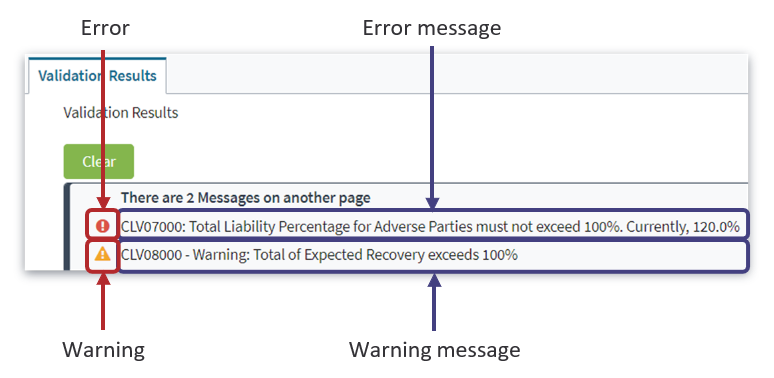 Error
Error message
Validation Results
Validation Results
Clear
There are 2 Messages on another page
CLV07000: Total Liability Percentage for Adverse Parties must not exceed 100%. Currently, 120.0%
CLV08000 - Warning: Total of Expected Recovery exceeds 100%
Warning
Warning message